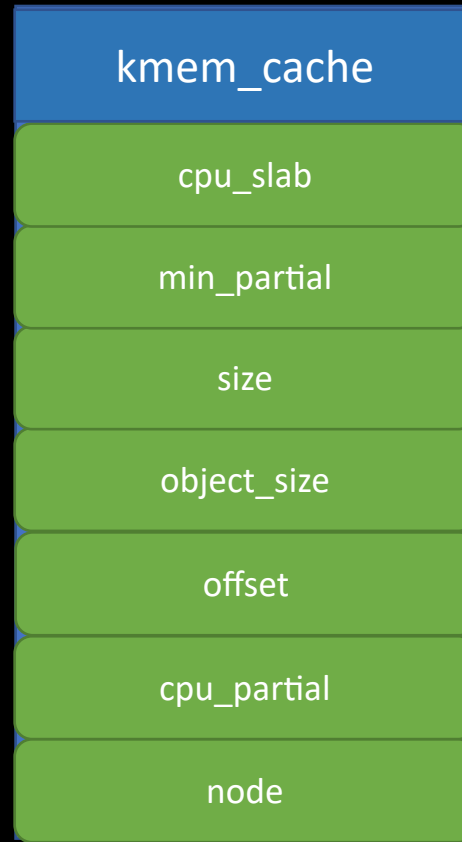 kmem_cache
cpu_slab
min_partial
size
object_size
offset
cpu_partial
node